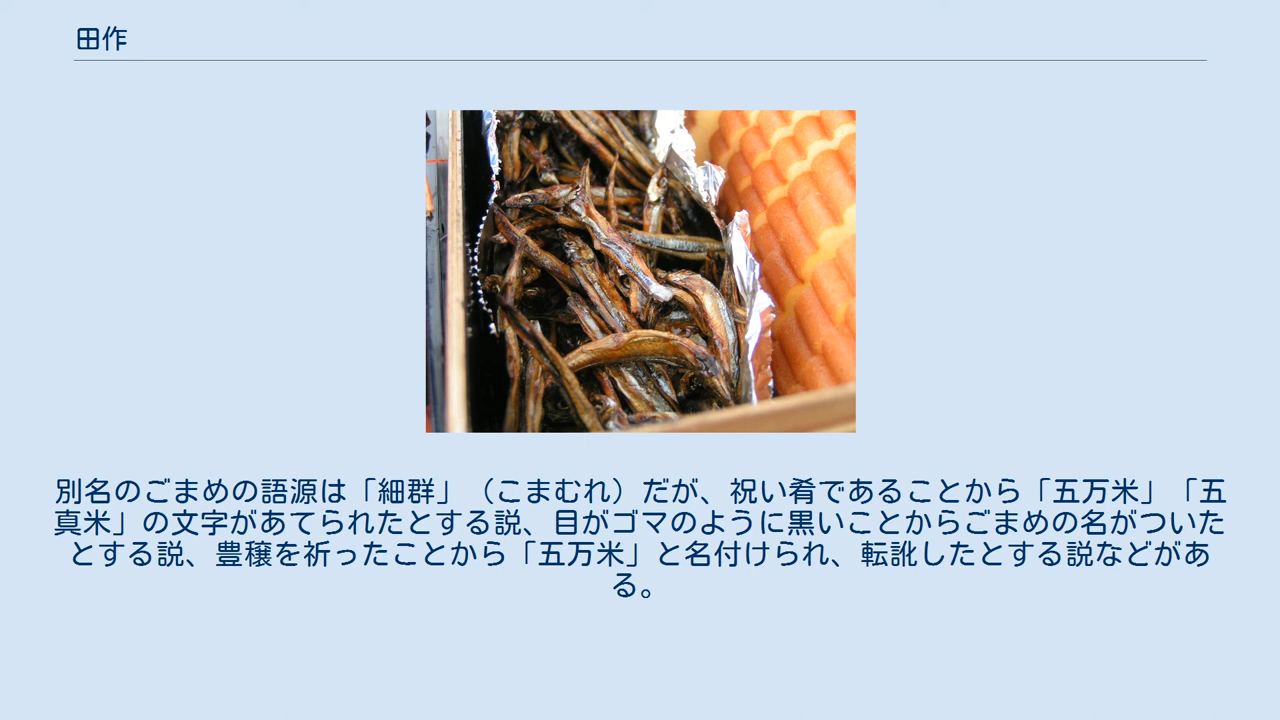 田作
別名のごまめの語源は「細群」（こまむれ）だが、祝い肴であることから「五万米」「五
真米」の文字があてられたとする説、目がゴマのように黒いことからごまめの名がついた
とする説、豊穣を祈ったことから「五万米」と名付けられ、転訛したとする説などがあ
る。